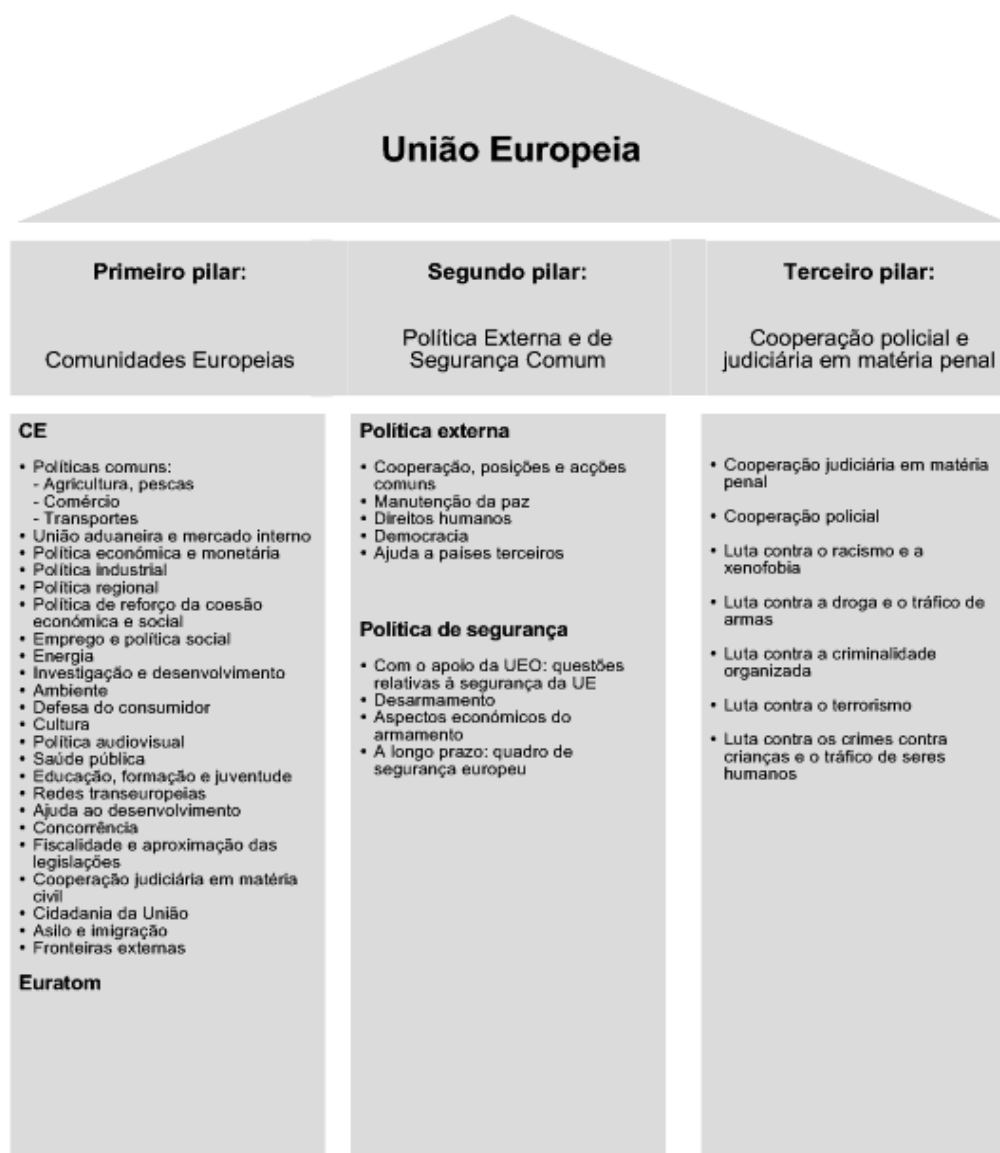 União Europeia
Primeiro pilar:
Comunidades Europeias
Segundo pilar:
Política Externa e de
Segurança Comum
Terceiro pilar:
Cooperação policial e
judiciária em matéria penal
CE
• Políticas comuns:
- Agricultura, pescas
- Comércio
- Transportes
• União aduaneira e mercado interno
• Política económica e monetária
• Política industrial
• Política regional
• Política de reforço da coesão
económica e social
• Emprego e política social
• Energia
• Investigação e desenvolvimento
• Ambiente
• Defesa do consumidor
• Cultura
• Política audiovisual
• Saúde pública
• Educação, formação e juventude
• Redes transeuropeias
• Ajuda ao desenvolvimento
• Concorrência
• Fiscalidade e aproximação das
legislações
• Cooperação judiciária em matéria
civil
• Cidadania da União
• Asilo e imigração
• Fronteiras externas
Euratom
Política externa
• Cooperação, posições e acções
comuns
• Manutenção da paz
• Direitos humanos
• Democracia
• Ajuda a países terceiros
Política de segurança
• Com o apoio da UEO: questões
relativas à segurança da UE
• Desarmamento
• Aspectos económicos do
armamento
• A longo prazo: quadro de
segurança europeu
• Cooperação judiciária em matéria
penal
• Cooperação policial
• Luta contra o racismo e a
xenofobia
• Luta contra a droga e o tráfico de
armas
• Luta contra a criminalidade
organizada
• Luta contra o terrorismo
• Luta contra os crimes contra
crianças e o tráfico de seres
humanos